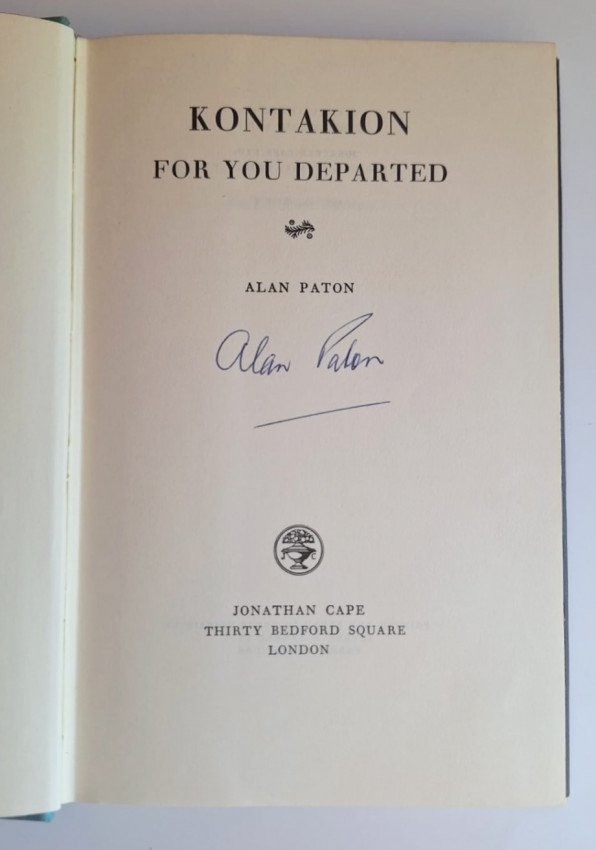 KONTAKION
FOR YOU DEPARTED
ALAN PATON
Alan Paton
J C
JONATHAN CAPE
THIRTY BEDFORD SQUARE
LONDON